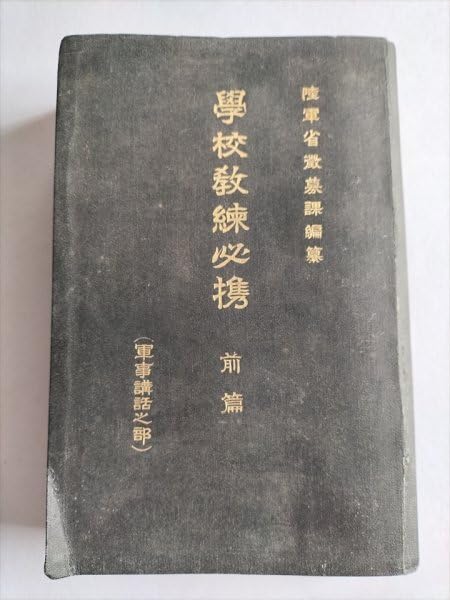 陸軍省徵募課編纂
學校敎練必携 前篇
(軍事講話之部)